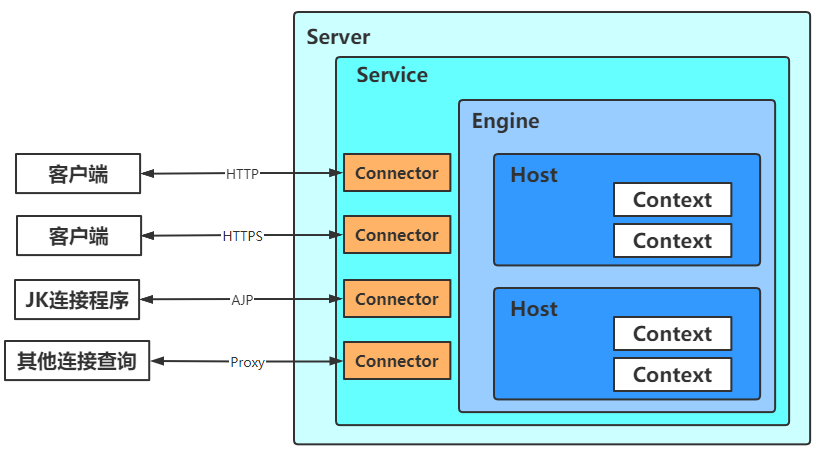 Server
Service
Engine
客户端
HTTP
Connector
Host
Context
Context
客户端
HTTPS
Connector
JK连接程序
AJP
Connector
Host
Context
Context
其他连接查询
Proxy
Connector